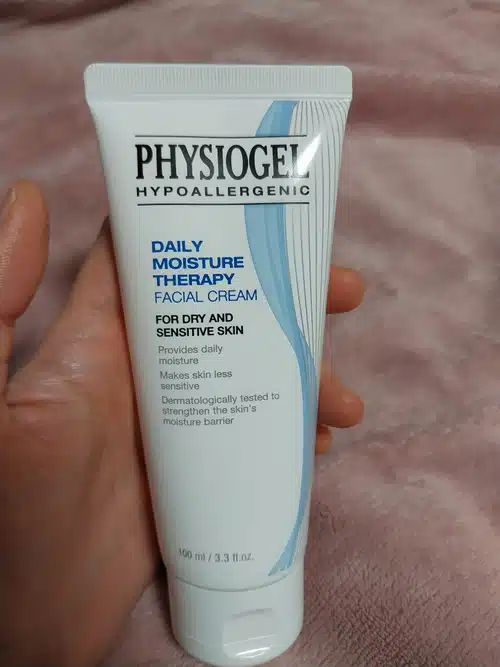 PHYSIOGEL
HYPOALLERGENIC
DAILY
MOISTURE
THERAPY
FACIAL CREAM
FOR DRY AND
SENSITIVE SKIN
Provides daily
moisture
Makes skin less
sensitive
Dermatologically tested to
strengthen the skin's
moisture barrier
100 ml / 3.3 fl.oz.